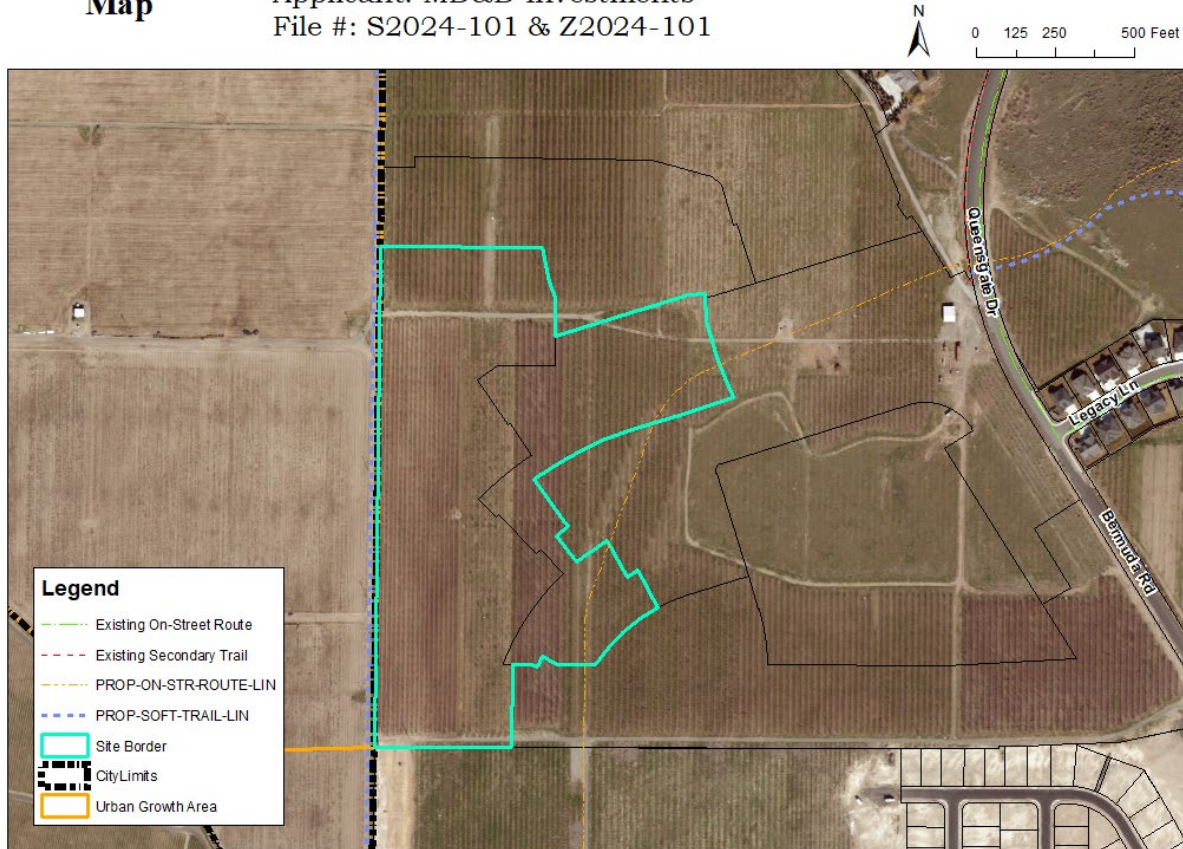 Map
File #: S2024-101 & Z2024-101
N
0 125 250 500 Feet
Queensgate Dr
Legacy Ln
Bermuda Rd
Legend
Existing On-Street Route
Existing Secondary Trail
PROP-ON-STR-ROUTE-LIN
PROP-SOFT-TRAIL-LIN
Site Border
CityLimits
Urban Growth Area